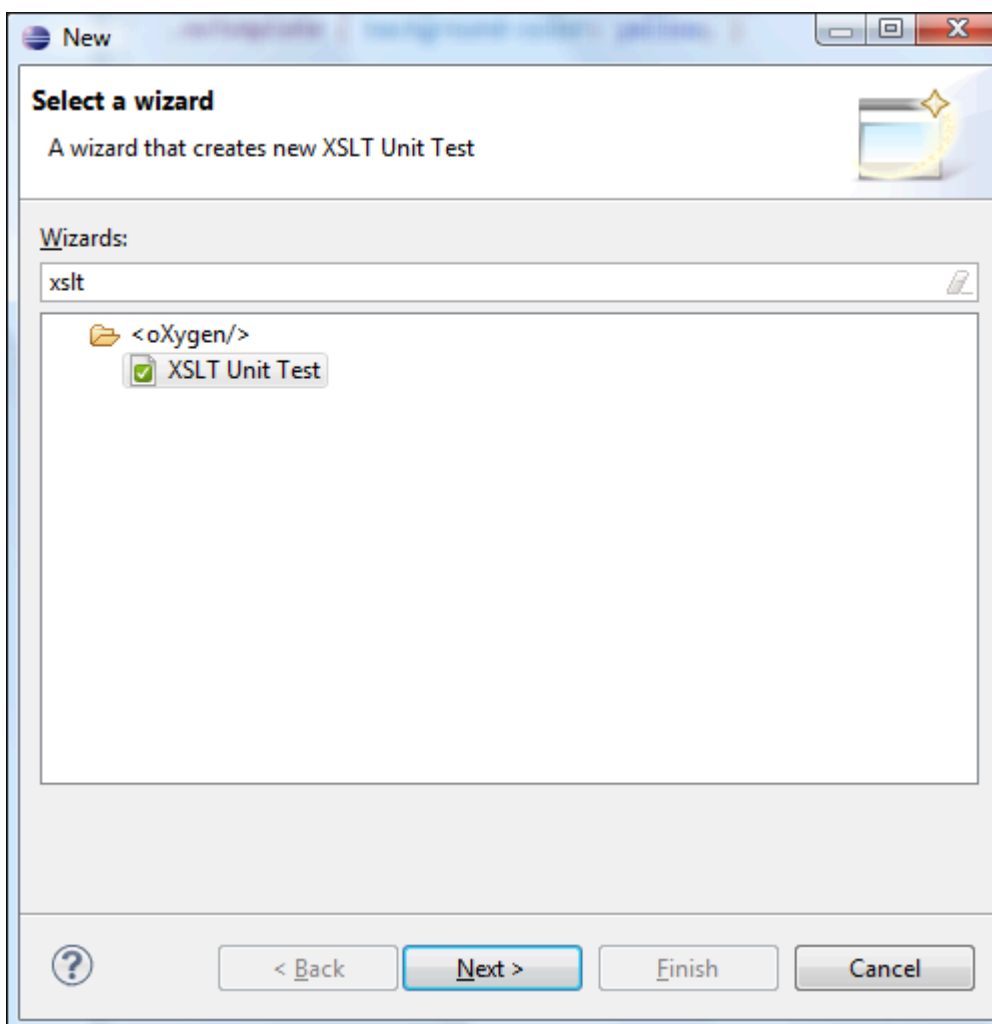 New
Select a wizard
A wizard that creates new XSLT Unit Test
Wizards:
xslt
<oXygen/>
XSLT Unit Test
?
< Back
Next >
Finish
Cancel